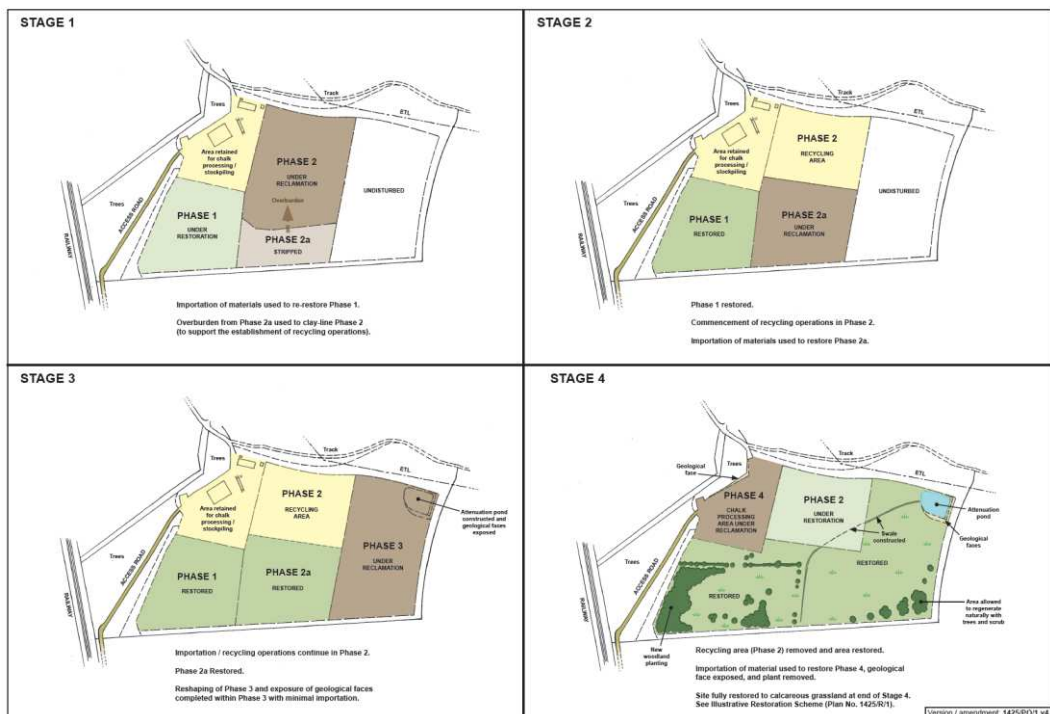 STAGE 1
Track
Trees
ETL
Area retained
for chalk
processing /
stockpiling
PHASE 2
UNDER
RECLAMATION
Overburden
UNDISTURBED
Trees
ACCESS ROAD
RAILWAY
PHASE 1
UNDER
RESTORATION
PHASE 2a
STRIPPED
Importation of materials used to re-restore Phase 1.
Overburden from Phase 2a used to clay-line Phase 2
(to support the establishment of recycling operations).
STAGE 2
Track
Trees
ETL
Area retained
for chalk
processing /
stockpiling
PHASE 2
RECYCLING
AREA
UNDISTURBED
Trees
ACCESS ROAD
RAILWAY
PHASE 1
RESTORED
PHASE 2a
UNDER
RECLAMATION
Phase 1 restored.
Commencement of recycling operations in Phase 2.
Importation of materials used to restore Phase 2a.
STAGE 3
Track
Trees
ETL
Area retained
for chalk
processing /
stockpiling
PHASE 2
RECYCLING
AREA
Attenuation pond
constructed and
geological faces
exposed
PHASE 3
UNDER
RECLAMATION
Trees
ACCESS ROAD
RAILWAY
PHASE 1
RESTORED
PHASE 2a
RESTORED
Importation / recycling operations continue in Phase 2.
Phase 2a Restored.
Reshaping of Phase 3 and exposure of geological faces
completed within Phase 3 with minimal importation.
STAGE 4
Track
Geological
face
Trees
ETL
PHASE 4
CHALK
PROCESSING
AREA UNDER
RECLAMATION
PHASE 2
UNDER
RESTORATION
Attenuation
pond
Swale
constructed
Geological
faces
Trees
ACCESS ROAD
RAILWAY
RESTORED
RESTORED
New
woodland
planting
Area allowed
to regenerate
naturally with
trees and scrub
Recycling area (Phase 2) removed and area restored.
Importation of material used to restore Phase 4, geological
face exposed, and plant removed.
Site fully restored to calcareous grassland at end of Stage 4.
See Illustrative Restoration Scheme (Plan No. 1425/R/1).
Version / amendment: 1425/PO/1 v4